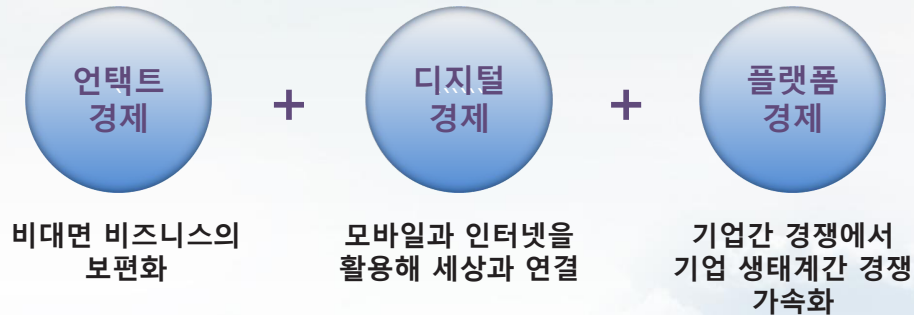 언택트
경제
+
디지털
경제
+
플랫폼
경제
비대면 비즈니스의
보편화
모바일과 인터넷을
활용해 세상과 연결
기업간 경쟁에서
기업 생태계간 경쟁
가속화